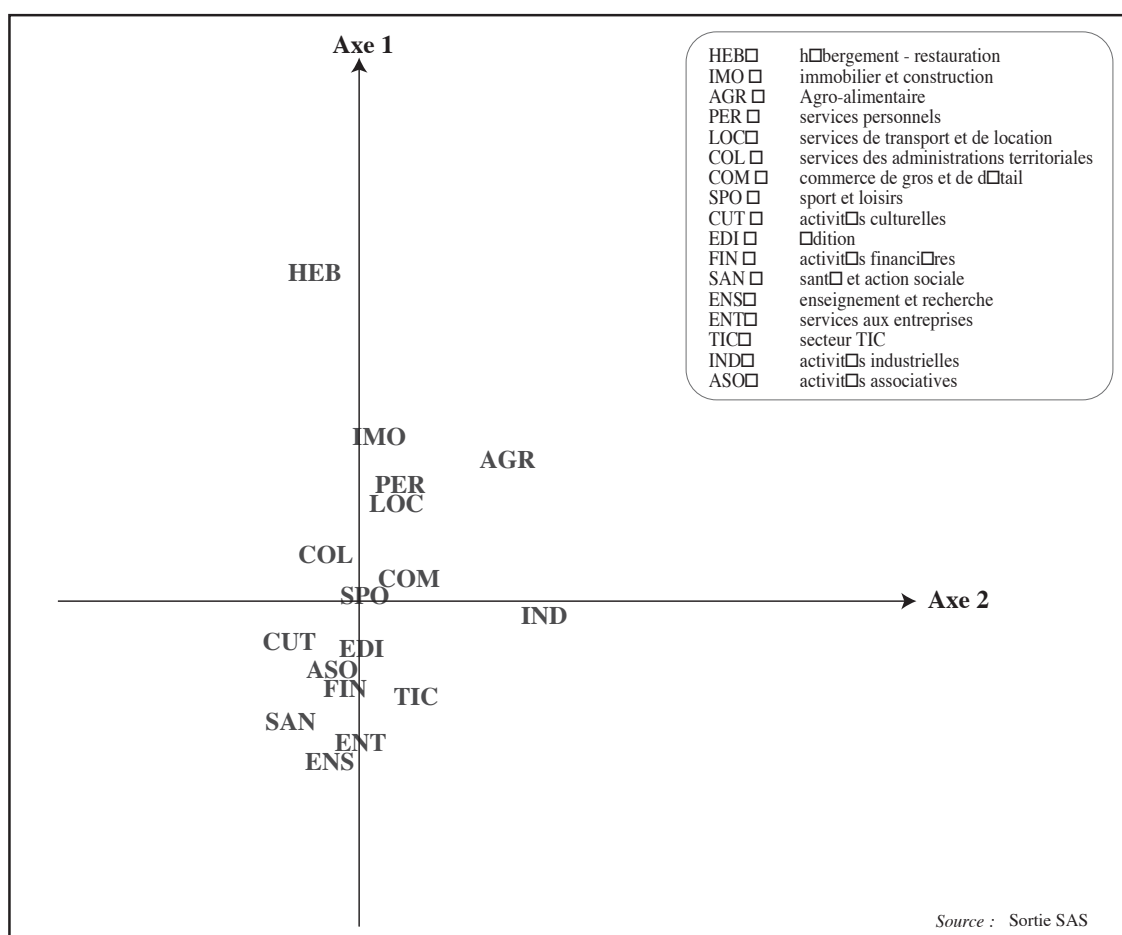 Axe 1
HEB□ h□bergement - restauration
IMO □ immobilier et construction
AGR □ Agro-alimentaire
PER □ services personnels
LOC□ services de transport et de location
COL □ services des administrations territoriales
COM □ commerce de gros et de d□tail
SPO □ sport et loisirs
CUT □ activit□s culturelles
EDI □ □dition
FIN □ activit□s financi□res
SAN □ sant□ et action sociale
ENS□ enseignement et recherche
ENT□ services aux entreprises
TIC□ secteur TIC
IND□ activit□s industrielles
ASO□ activit□s associatives
HEB
IMO
AGR
PER
LOC
COL
COM
SPO
Axe 2
IND
CUT
EDI
ASO
FIN
TIC
SAN
ENT
ENS
Source : Sortie SAS